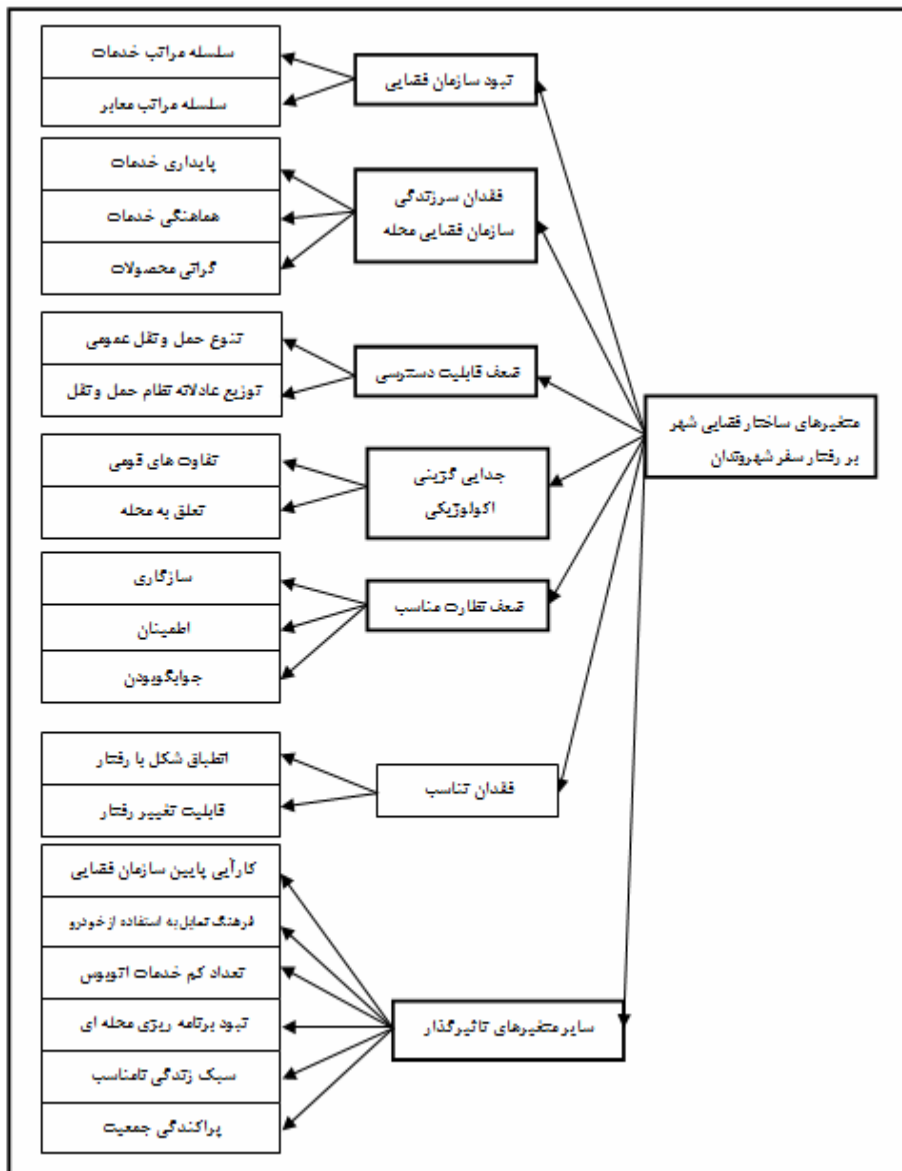 متغیرهای ساختار فضایی شهر
بر رفتار سفر شهروندان
نبود سازمان فضایی
سلسله مراتب خدمات
سلسله مراتب معابر
فقدان سرزندگی
سازمان فضایی محله
پایداری خدمات
هماهنگی خدمات
گرانی محصولات
ضعف قابلیت دسترسی
تنوع حمل و نقل عمومی
توزیع عادلانه نظام حمل و نقل
جدایی گزینی
اکولوژیکی
تفاوت های قومی
تعلق به محله
ضعف نظارت مناسب
سازگاری
اطمینان
جوابگوبودن
فقدان تناسب
انطباق شکل با رفتار
قابلیت تغییر رفتار
سایر متغیرهای تاثیرگذار
کارآیی پایین سازمان فضایی
فرهنگ تمایل به استفاده از خودرو
تعداد کم خدمات اتوبوس
نبود برنامه ریزی محله ای
سبک زندگی نامناسب
پراکندگی جمعیت